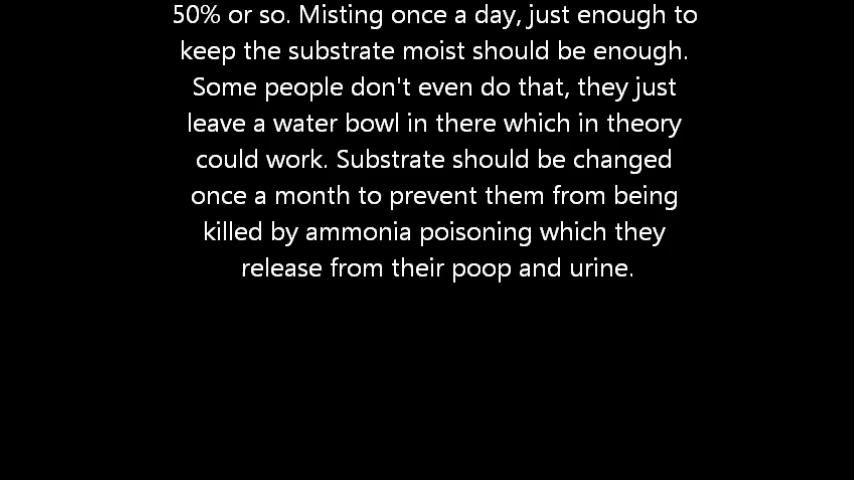 50% or so. Misting once a day, just enough to
keep the substrate moist should be enough.
Some people don't even do that, they just
leave a water bowl in there which in theory
could work. Substrate should be changed
once a month to prevent them from being
killed by ammonia poisoning which they
release from their poop and urine.